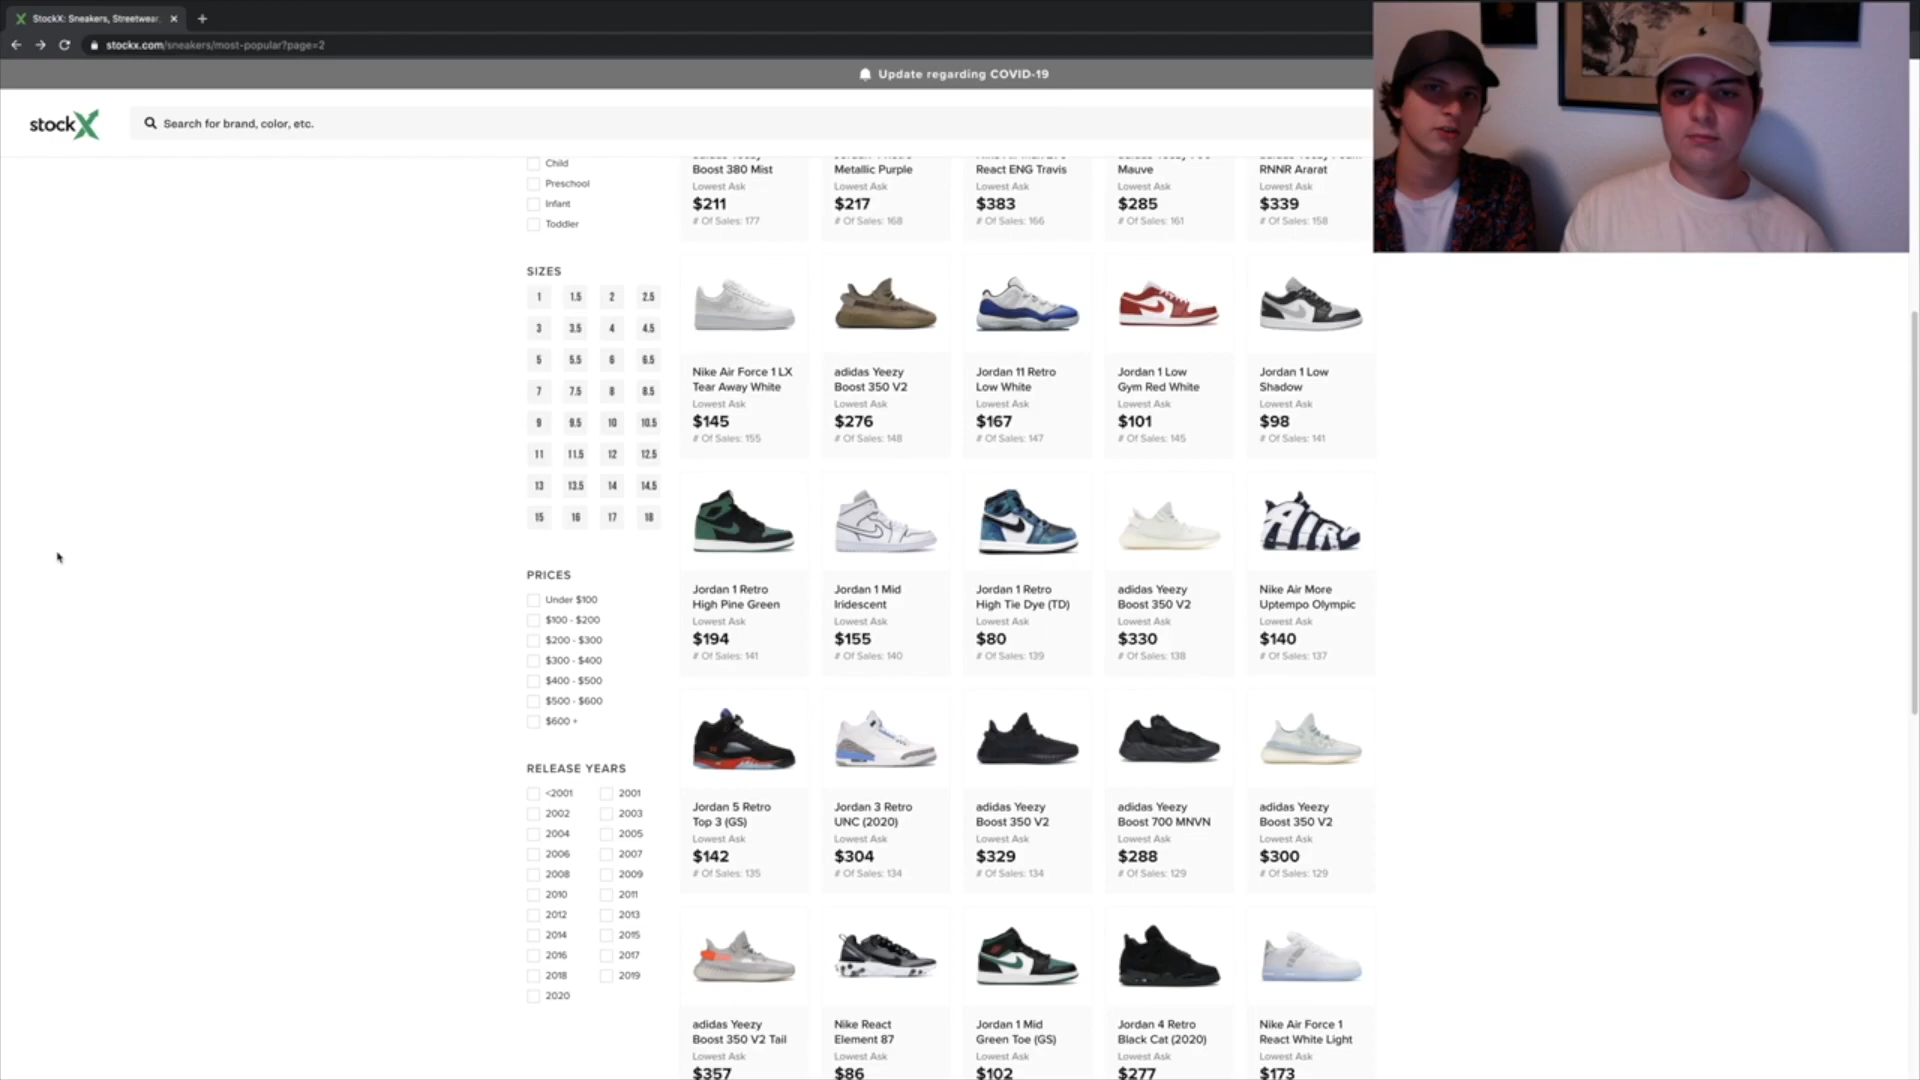 StockX: Sneakers, Streetwear,
stockx.com/sneakers/most-popular?page=2
Update regarding COVID-19
stockX
Search for brand, color, etc.
Child
Preschool
Infant
Toddler
SIZES
1 1.5 2 2.5
3 3.5 4 4.5
5 5.5 6 6.5
7 7.5 8 8.5
9 9.5 10 10.5
11 11.5 12 12.5
13 13.5 14 14.5
15 16 17 18
PRICES
Under $100
$100 - $200
$200 - $300
$300 - $400
$400 - $500
$500 - $600
$600 +
RELEASE YEARS
<2001 2001
2002 2003
2004 2005
2006 2007
2008 2009
2010 2011
2012 2013
2014 2015
2016 2017
2018 2019
2020
Boost 380 Mist
Lowest Ask
$211
# Of Sales: 177
Metallic Purple
Lowest Ask
$217
# Of Sales: 168
React ENG Travis
Lowest Ask
$383
# Of Sales: 166
Mauve
Lowest Ask
$285
# Of Sales: 161
RNNR Ararat
Lowest Ask
$339
# Of Sales: 158
Nike Air Force 1 LX
Tear Away White
Lowest Ask
$145
# Of Sales: 155
adidas Yeezy
Boost 350 V2
Lowest Ask
$276
# Of Sales: 148
Jordan 11 Retro
Low White
Lowest Ask
$167
# Of Sales: 147
Jordan 1 Low
Gym Red White
Lowest Ask
$101
# Of Sales: 145
Jordan 1 Low
Shadow
Lowest Ask
$98
# Of Sales: 141
Jordan 1 Retro
High Pine Green
Lowest Ask
$194
# Of Sales: 141
Jordan 1 Mid
Iridescent
Lowest Ask
$155
# Of Sales: 140
Jordan 1 Retro
High Tie Dye (TD)
Lowest Ask
$80
# Of Sales: 139
adidas Yeezy
Boost 350 V2
Lowest Ask
$330
# Of Sales: 138
AIR
Nike Air More
Uptempo Olympic
Lowest Ask
$140
# Of Sales: 137
Jordan 5 Retro
Top 3 (GS)
Lowest Ask
$142
# Of Sales: 135
Jordan 3 Retro
UNC (2020)
Lowest Ask
$304
# Of Sales: 134
adidas Yeezy
Boost 350 V2
Lowest Ask
$329
# Of Sales: 134
adidas Yeezy
Boost 700 MNVN
Lowest Ask
$288
# Of Sales: 129
adidas Yeezy
Boost 350 V2
Lowest Ask
$300
# Of Sales: 129
adidas Yeezy
Boost 350 V2 Tail
Lowest Ask
$357
Nike React
Element 87
Lowest Ask
$86
Jordan 1 Mid
Green Toe (GS)
Lowest Ask
$102
Jordan 4 Retro
Black Cat (2020)
Lowest Ask
$277
Nike Air Force 1
React White Light
Lowest Ask
$173